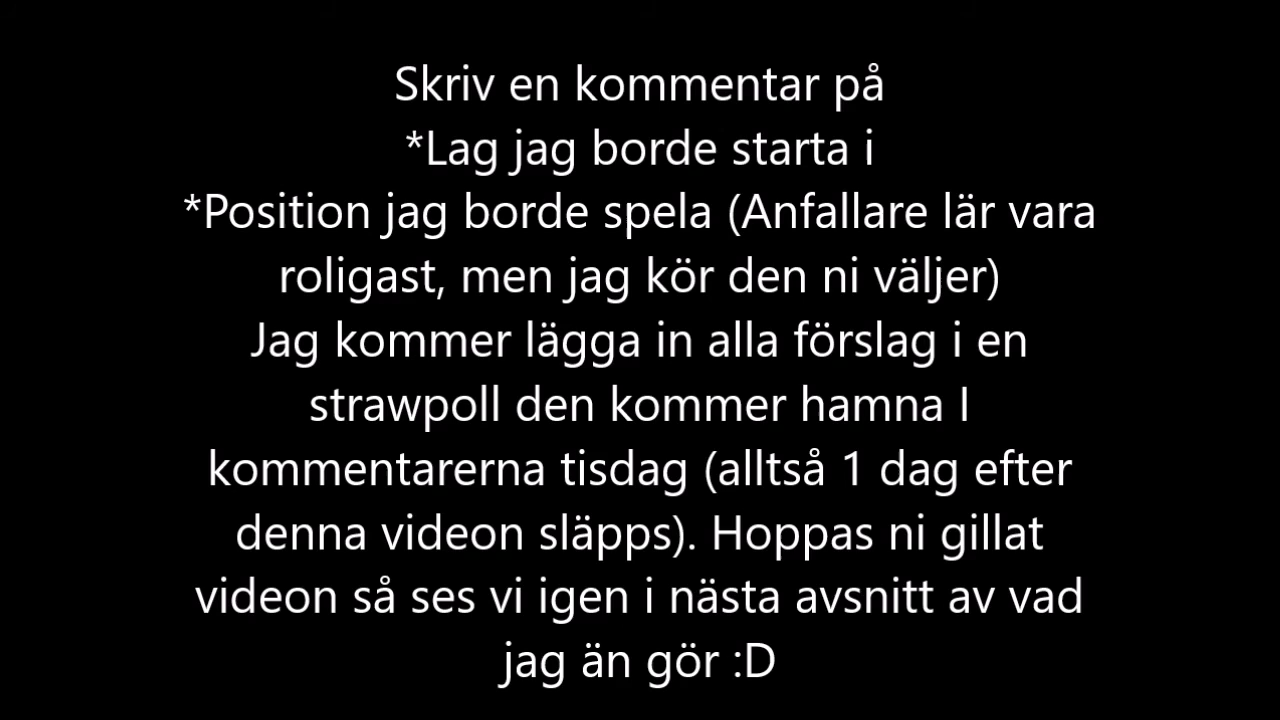 Skriv en kommentar på
*Lag jag borde starta i
*Position jag borde spela (Anfallare lär vara
roligast, men jag kör den ni väljer)
Jag kommer lägga in alla förslag i en
strawpoll den kommer hamna I
kommentarerna tisdag (alltså 1 dag efter
denna videon släpps). Hoppas ni gillat
videon så ses vi igen i nästa avsnitt av vad
jag än gör :D